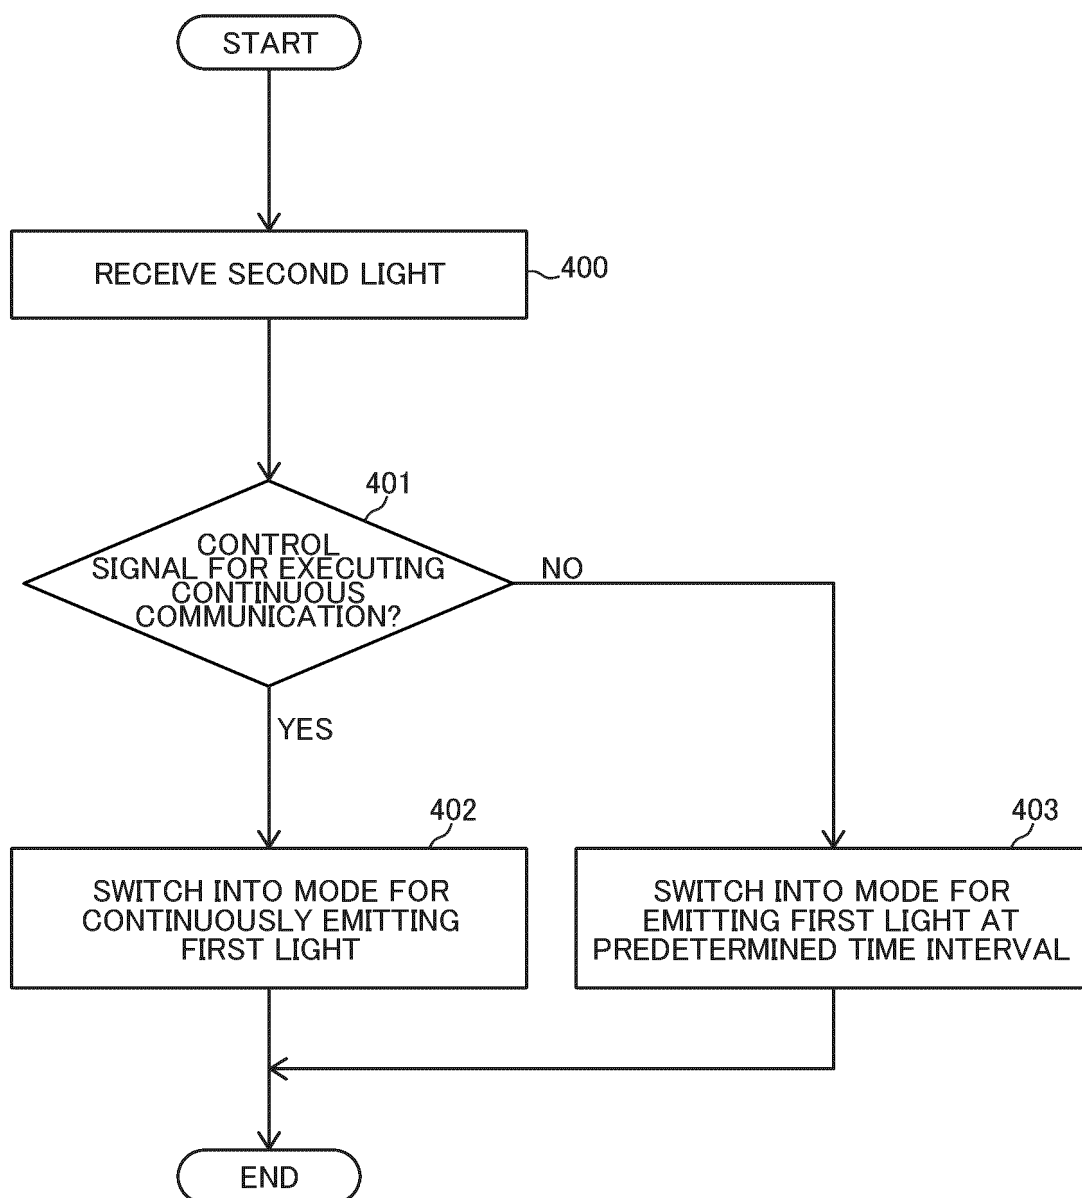 START
RECEIVE SECOND LIGHT
400
401
CONTROL
SIGNAL FOR EXECUTING
CONTINUOUS
COMMUNICATION?
NO
YES
402
SWITCH INTO MODE FOR
CONTINUOUSLY EMITTING
FIRST LIGHT
403
SWITCH INTO MODE FOR
EMITTING FIRST LIGHT AT
PREDETERMINED TIME INTERVAL
END